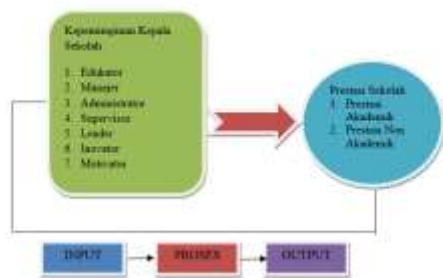 Kepemimpinan Kepala
Sekolah
1. Edukator
2. Manajer
3. Administrator
4. Supervisor
5. Leader
6. Inovator
7. Motivator
Prestasi Sekolah
1. Prestasi
Akademik
2. Prestasi Non
Akademik
INPUT
PROSES
OUTPUT